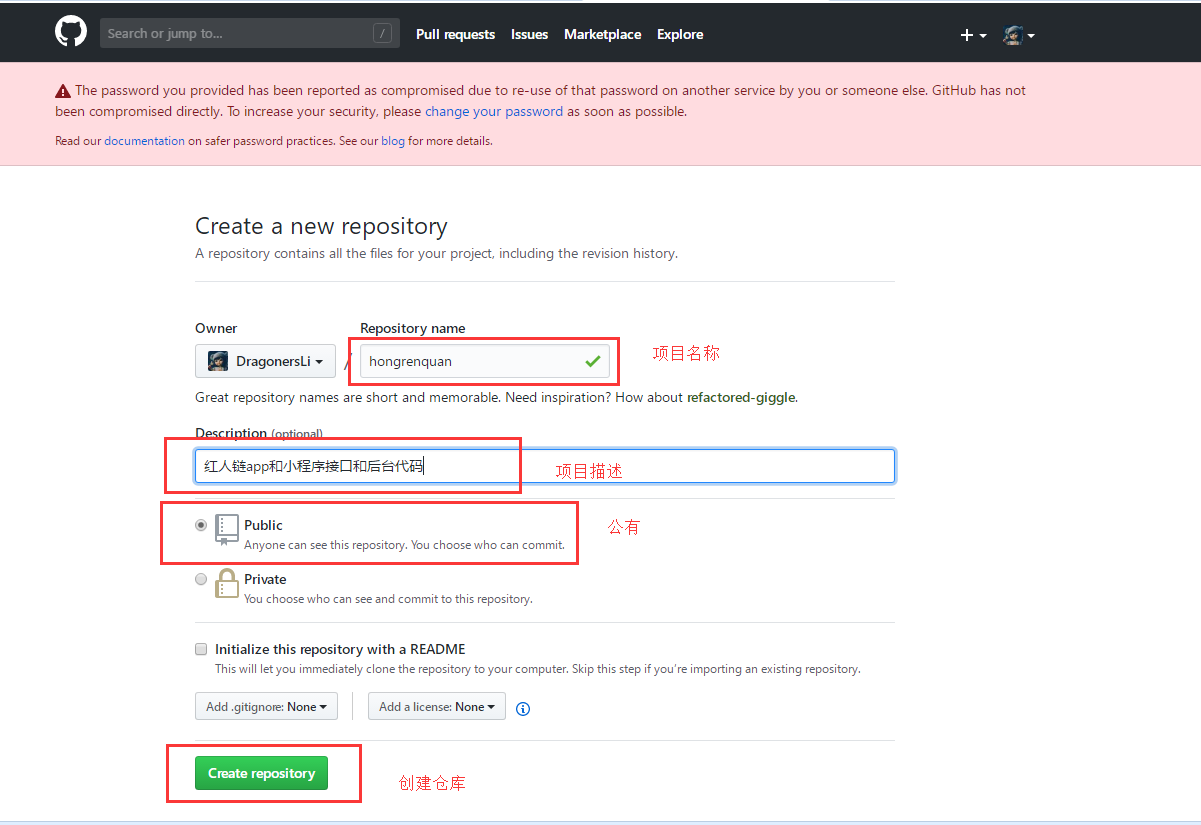 Search or jump to... /
Pull requests Issues Marketplace Explore
The password you provided has been reported as compromised due to re-use of that password on another service by you or someone else. GitHub has not
been compromised directly. To increase your security, please change your password as soon as possible.
Read our documentation on safer password practices. See our blog for more details.
Create a new repository
A repository contains all the files for your project, including the revision history.
Owner Repository name
DragonersLi / hongrenquan 项目名称
Great repository names are short and memorable. Need inspiration? How about refactored-giggle.
Description (optional)
红人链app和小程序接口和后台代码 项目描述
Public 公有
Anyone can see this repository. You choose who can commit.
Private
You choose who can see and commit to this repository.
Initialize this repository with a README
This will let you immediately clone the repository to your computer. Skip this step if you're importing an existing repository.
Add .gitignore: None Add a license: None
Create repository 创建仓库